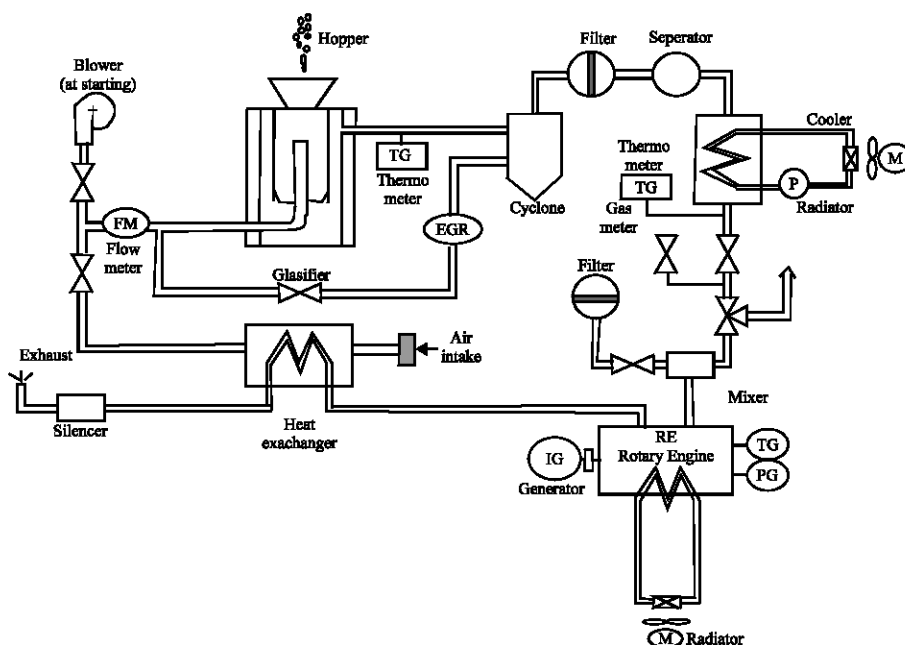 Hopper
Filter
Seperator
Blower
(at starting)
Cooler
TG
Thermo
meter
Thermo
meter
TG
Gas
meter
P
M
Radiator
Cyclone
FM
Flow
meter
EGR
Glasifier
Filter
Exhaust
Air
intake
Silencer
Heat
exachanger
Mixer
RE
Rotary Engine
IG
Generator
TG
PG
M
Radiator